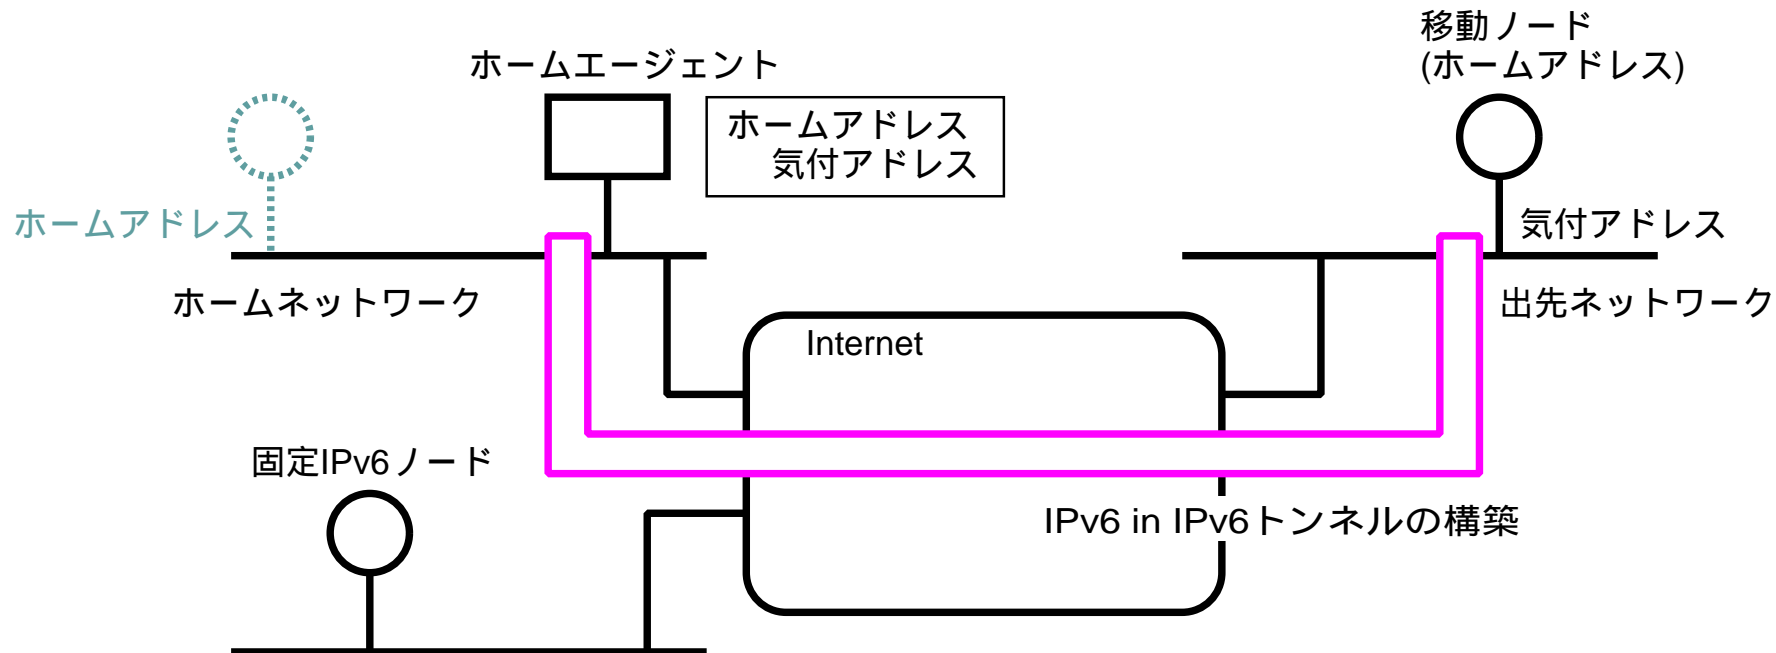 移動ノード
(ホームアドレス)
ホームエージェント
ホームアドレス
気付アドレス
ホームアドレス
気付アドレス
ホームネットワーク
出先ネットワーク
Internet
固定IPv6ノード
IPv6 in IPv6トンネルの構築